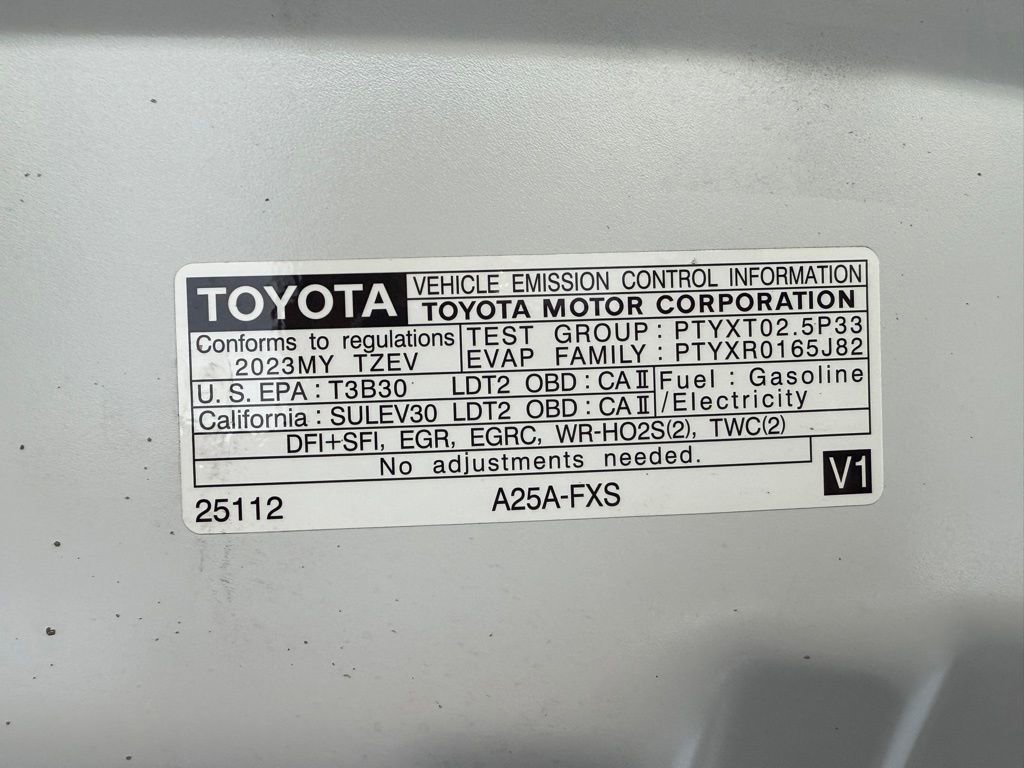 TOYOTA
VEHICLE EMISSION CONTROL INFORMATION
TOYOTA MOTOR CORPORATION
Conforms to regulations
2023MY TZEV
TEST GROUP : PTYXT02.5P33
EVAP FAMILY : PTYXR0165J82
U.S. EPA : T3B30 LDT2 OBD : CA II
California : SULEV30 LDT2 OBD : CA II
Fuel : Gasoline
/Electricity
DFI+SFI, EGR, EGRC, WR-HO2S(2), TWC(2)
No adjustments needed.
25112
A25A-FXS
V1